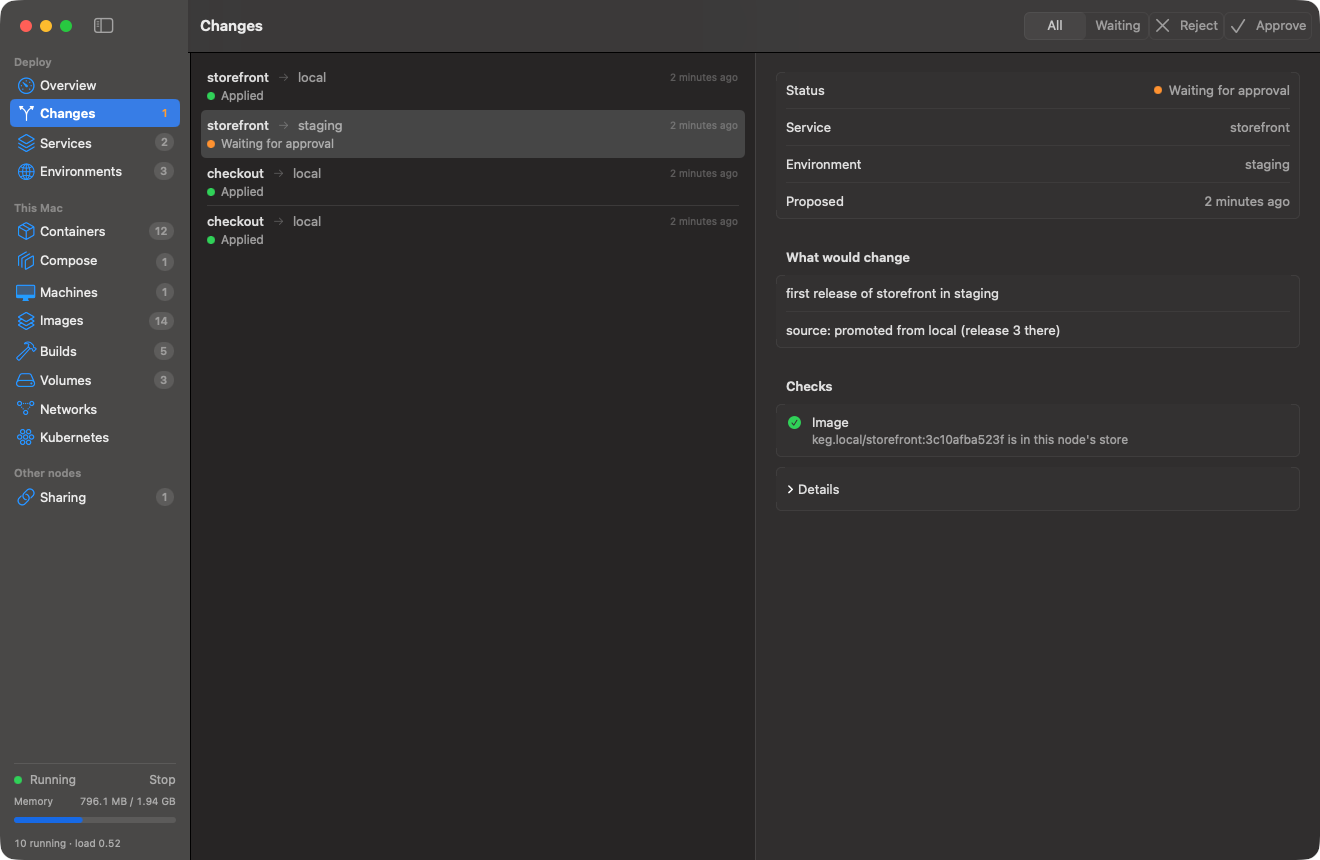 Changes
All
Waiting
Reject
Approve
Deploy
Overview
Changes 1
Services 2
Environments 3
This Mac
Containers 12
Compose 1
Machines 1
Images 14
Builds 5
Volumes 3
Networks
Kubernetes
Other nodes
Sharing 1
Running Stop
Memory 796.1 MB / 1.94 GB
10 running · load 0.52
storefront → local 2 minutes ago
Applied
storefront → staging 2 minutes ago
Waiting for approval
checkout → local 2 minutes ago
Applied
checkout → local 2 minutes ago
Applied
Status Waiting for approval
Service storefront
Environment staging
Proposed 2 minutes ago
What would change
first release of storefront in staging
source: promoted from local (release 3 there)
Checks
Image
keg.local/storefront:3c10afba523f is in this node's store
Details